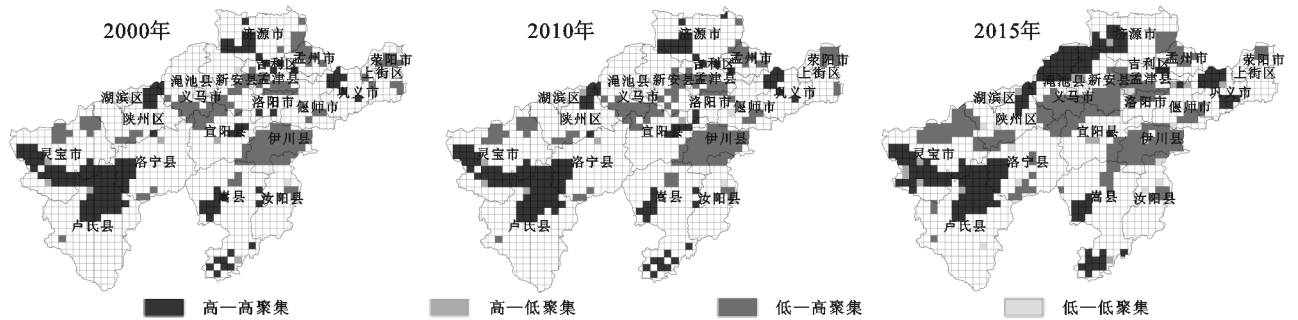 2000年
济源市
孟州市
吉利区
荥阳市
上街区
渑池县
新安县
孟津县
巩义市
湖滨区
义马市
洛阳市
偃师市
陕州区
宜阳县
伊川县
灵宝市
洛宁县
嵩县
汝阳县
卢氏县
2010年
济源市
孟州市
吉利区
荥阳市
上街区
渑池县
新安县
孟津县
巩义市
湖滨区
义马市
洛阳市
偃师市
陕州区
宜阳县
伊川县
灵宝市
洛宁县
嵩县
汝阳县
卢氏县
2015年
济源市
孟州市
吉利区
荥阳市
上街区
渑池县
新安县
孟津县
巩义市
湖滨区
义马市
洛阳市
偃师市
陕州区
宜阳县
伊川县
灵宝市
洛宁县
嵩县
汝阳县
卢氏县
高—高聚集
高—低聚集
低—高聚集
低—低聚集